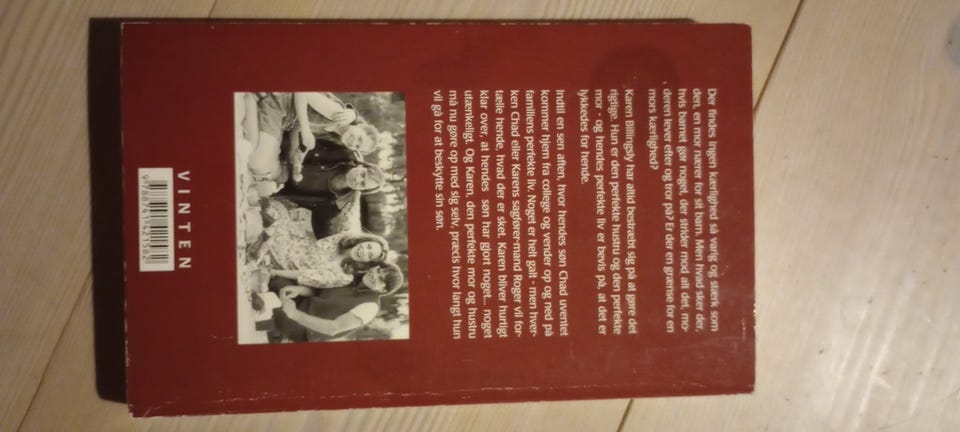 Der findes ingen kærlighed så varig og stærk som
den, en mor nærer for sit barn. Men hvad sker der,
hvis barnet gør noget, der strider mod alt det, mo-
deren lever efter og tror på? Er der en grænse for en
mors kærlighed?
Karen Billingsly har altid bestræbt sig på at gøre det
rigtige. Hun er den perfekte hustru og den perfekte
mor - og hendes perfekte liv er bevis på, at det er
lykkedes for hende.
Indtil en sen aften, hvor hendes søn Chad uventet
kommer hjem fra college og vender op og ned på
familiens perfekte liv. Noget er helt galt - men hver-
ken Chad eller Karens sagfører-mand Roger vil for-
tælle hende, hvad der er sket. Karen bliver hurtigt
klar over, at hendes søn har gjort noget... noget
utænkeligt. Og Karen, den perfekte mor og hustru
må nu gøre op med sig selv, præcis hvor langt hun
vil gå for at beskytte sin søn.
VINTEN
9788741421582